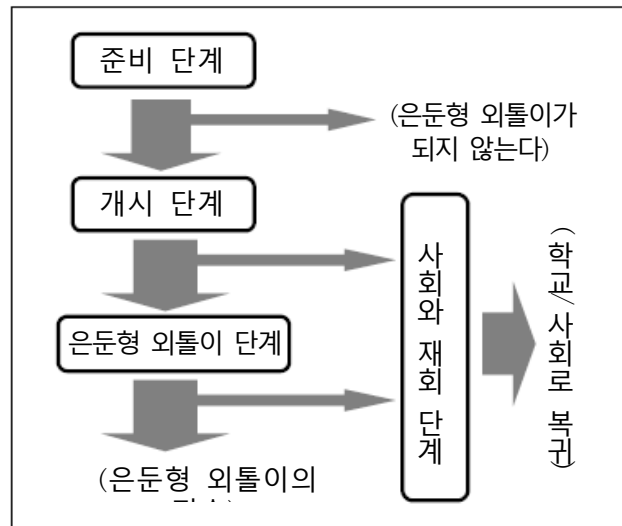 준비 단계
(은둔형 외톨이가
되지 않는다)
개시 단계
사회와 재회 단계
(학교/사회로 복귀)
은둔형 외톨이 단계
(은둔형 외톨이의